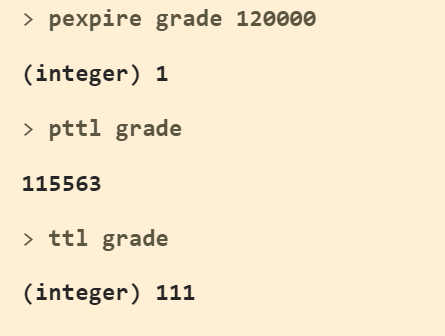 > pexpire grade 120000
(integer) 1
> pttl grade
115563
> ttl grade
(integer) 111